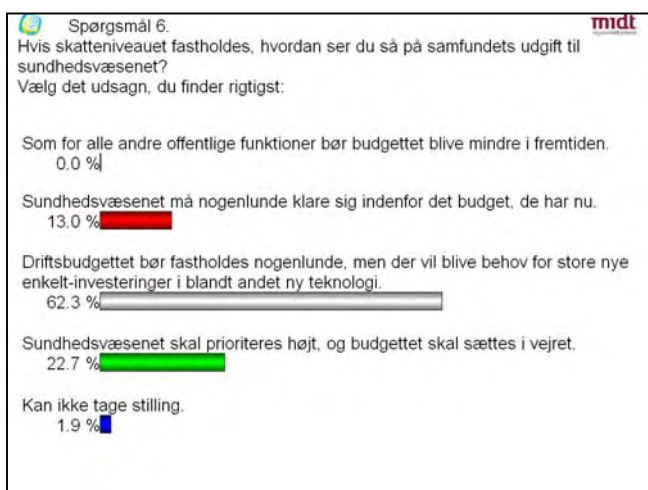 Spørgsmål 6.
midt
Hvis skatteniveauet fastholdes, hvordan ser du så på samfundets udgift til
sundhedsvæsenet?
Vælg det udsagn, du finder rigtigst:
Som for alle andre offentlige funktioner bør budgettet blive mindre i fremtiden.
0.0 %
Sundhedsvæsenet må nogenlunde klare sig indenfor det budget, de har nu.
13.0 %
Driftsbudgettet bør fastholdes nogenlunde, men der vil blive behov for store nye
enkelt-investeringer i blandt andet ny teknologi.
62.3 %
Sundhedsvæsenet skal prioriteres højt, og budgettet skal sættes i vejret.
22.7 %
Kan ikke tage stilling.
1.9 %